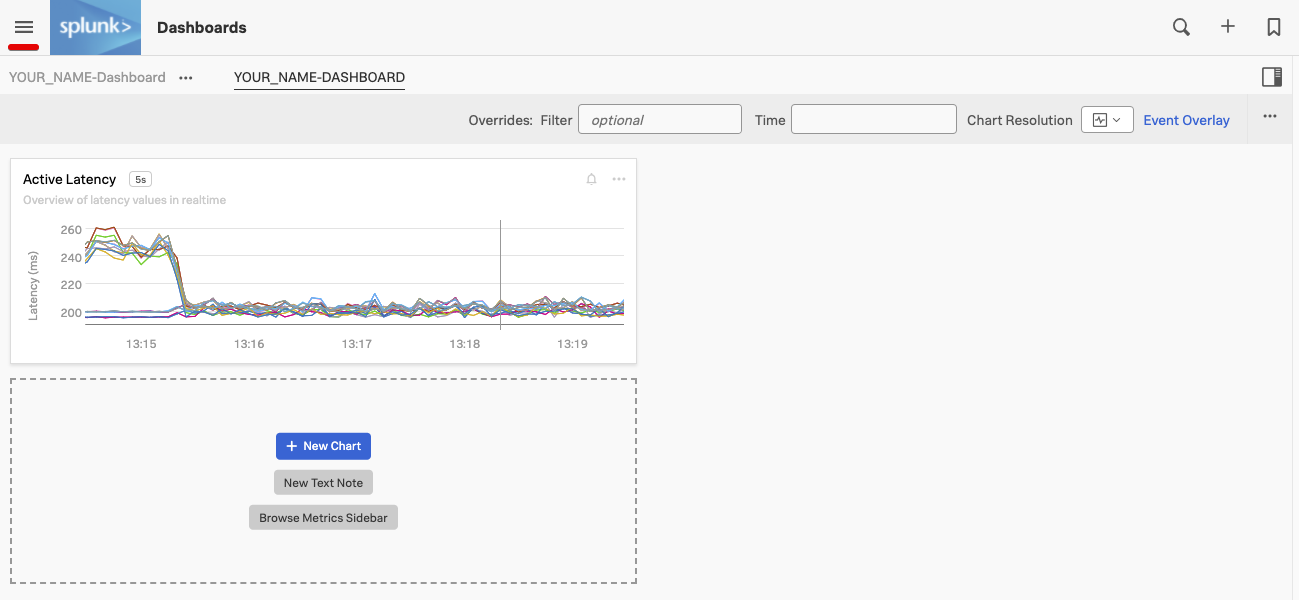 splunk> Dashboards
YOUR_NAME-Dashboard ••• YOUR_NAME-DASHBOARD
Overrides: Filter optional Time Chart Resolution Event Overlay •••
Active Latency 5s •••
Overview of latency values in realtime
Latency (ms)
260
240
220
200
13:15 13:16 13:17 13:18 13:19
+ New Chart
New Text Note
Browse Metrics Sidebar